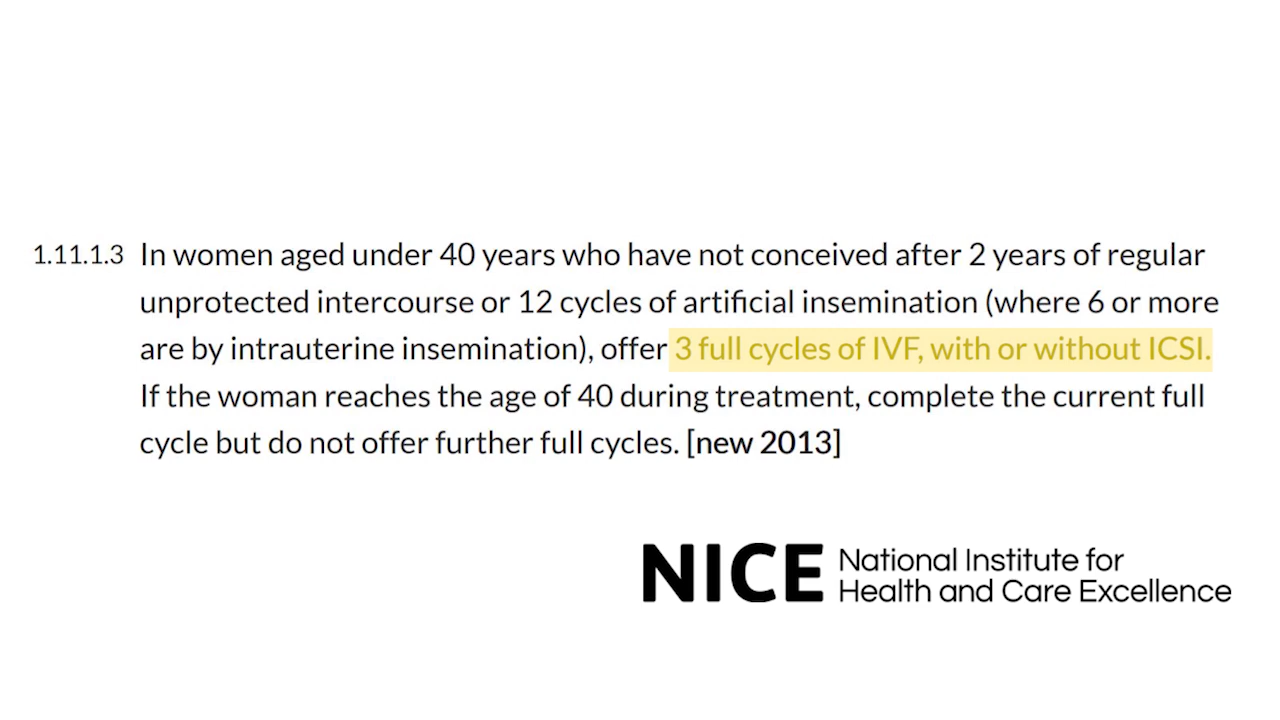 1.11.1.3 In women aged under 40 years who have not conceived after 2 years of regular
unprotected intercourse or 12 cycles of artificial insemination (where 6 or more
are by intrauterine insemination), offer 3 full cycles of IVF, with or without ICSI.
If the woman reaches the age of 40 during treatment, complete the current full
cycle but do not offer further full cycles. [new 2013]
NICE National Institute for
Health and Care Excellence